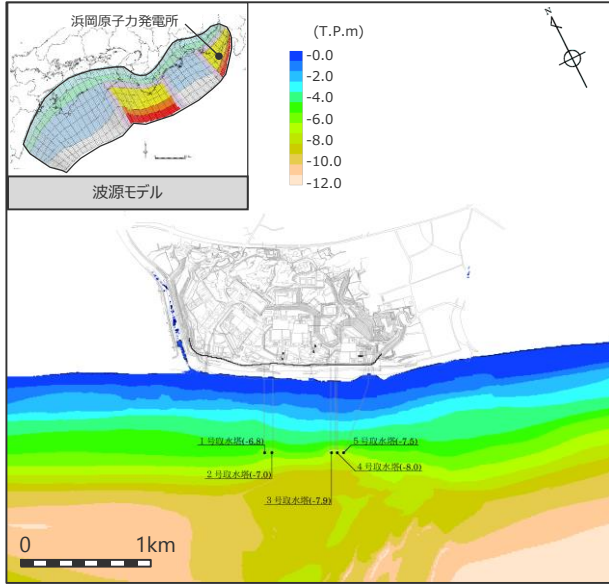 浜岡原子力発電所
波源モデル
(T.P.m)
-0.0
-2.0
-4.0
-6.0
-8.0
-10.0
-12.0
N
1号取水塔(-6.8)
5号取水塔(-7.5)
2号取水塔(-7.0)
4号取水塔(-8.0)
3号取水塔(-7.9)
0 1km